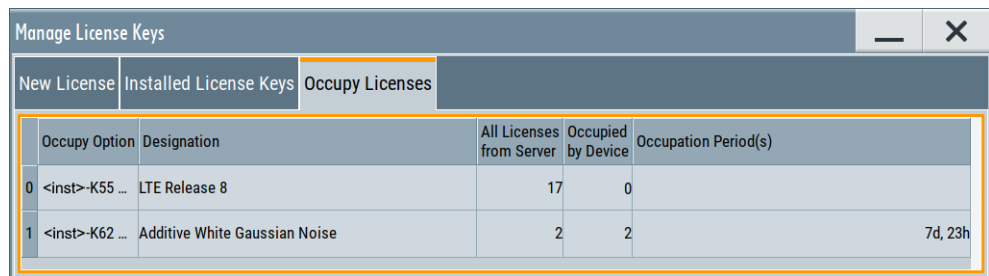 Manage License Keys
New License Installed License Keys Occupy Licenses
Occupy Option Designation All Licenses from Server Occupied by Device Occupation Period(s)
0 <inst>-K55 ... LTE Release 8 17 0
1 <inst>-K62 ... Additive White Gaussian Noise 2 2 7d, 23h